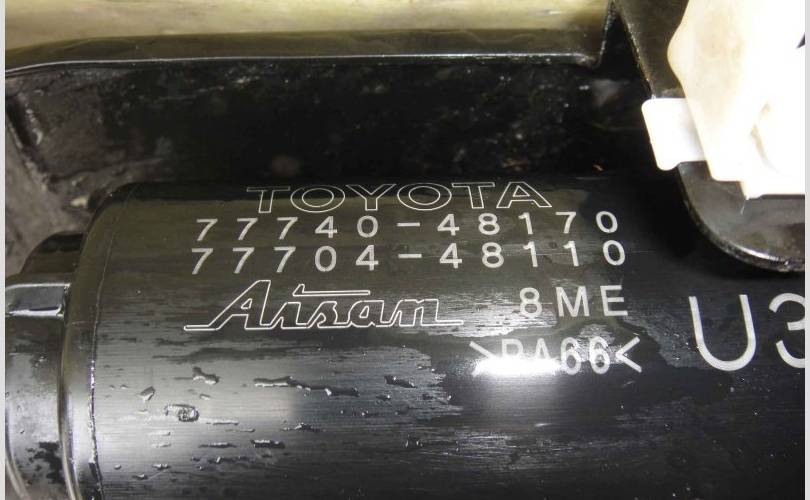 TOYOTA
77740-48170
77704-48110
Aisan
8ME
>PA66<
U3